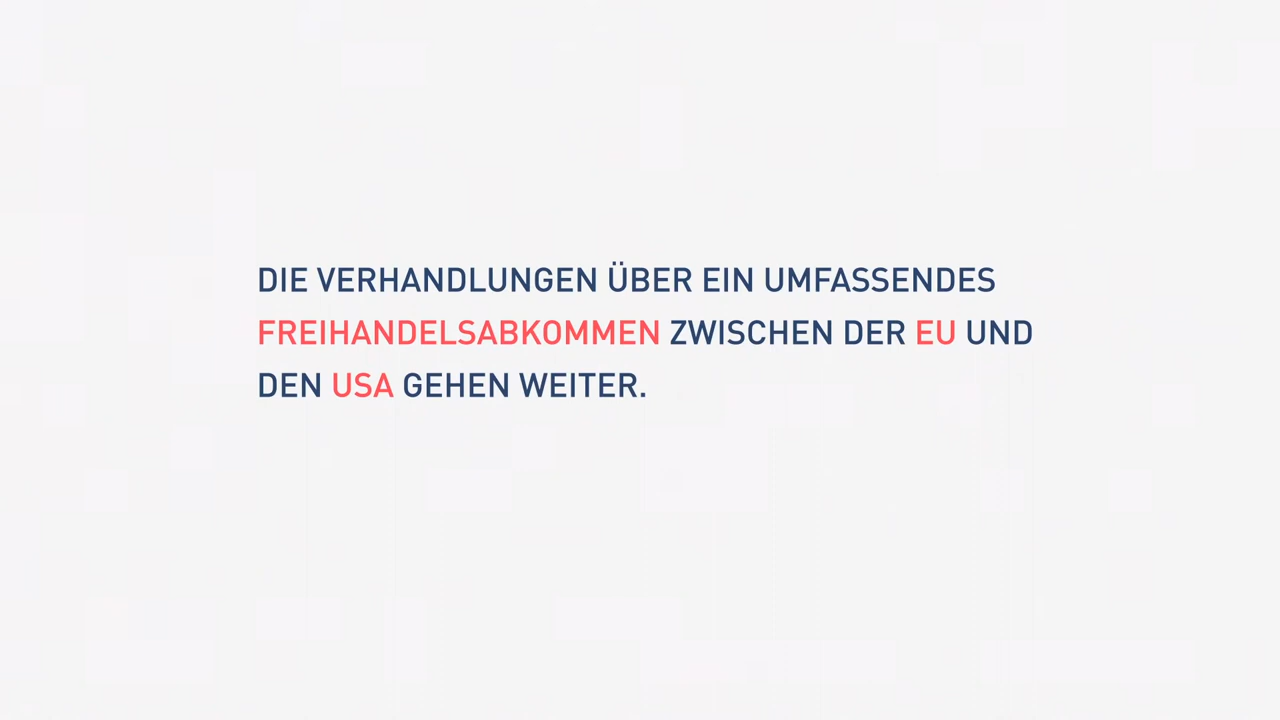 DIE VERHANDLUNGEN ÜBER EIN UMFASSENDES
FREIHANDELSABKOMMEN ZWISCHEN DER EU UND
DEN USA GEHEN WEITER.